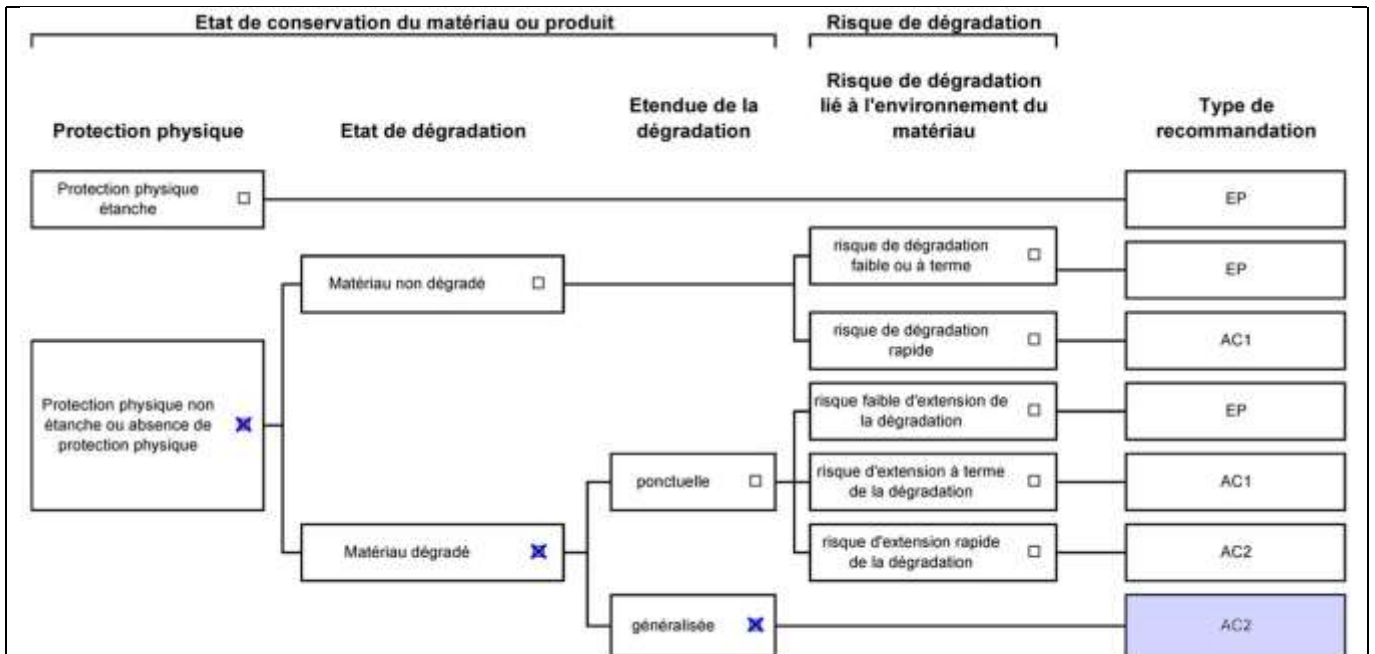 Etat de conservation du matériau ou produit
Risque de dégradation
Protection physique
Etat de dégradation
Etendue de la
dégradation
Risque de dégradation
lié à l'environnement du
matériau
Type de
recommandation
Protection physique
étanche
EP
Matériau non dégradé
risque de dégradation
faible ou à terme
EP
risque de dégradation
rapide
AC1
Protection physique non
étanche ou absence de
protection physique
Matériau dégradé
ponctuelle
risque faible d'extension de
la dégradation
EP
risque d'extension à terme
de la dégradation
AC1
risque d'extension rapide
de la dégradation
AC2
généralisée
AC2